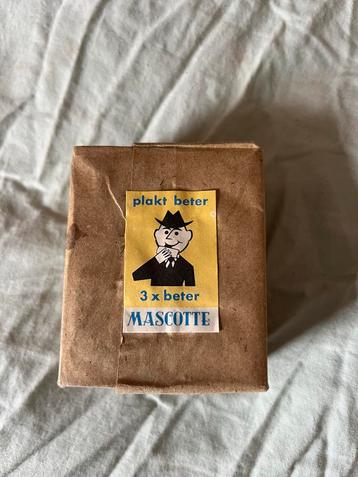 plakt beter
3 x beter
MASCOTTE